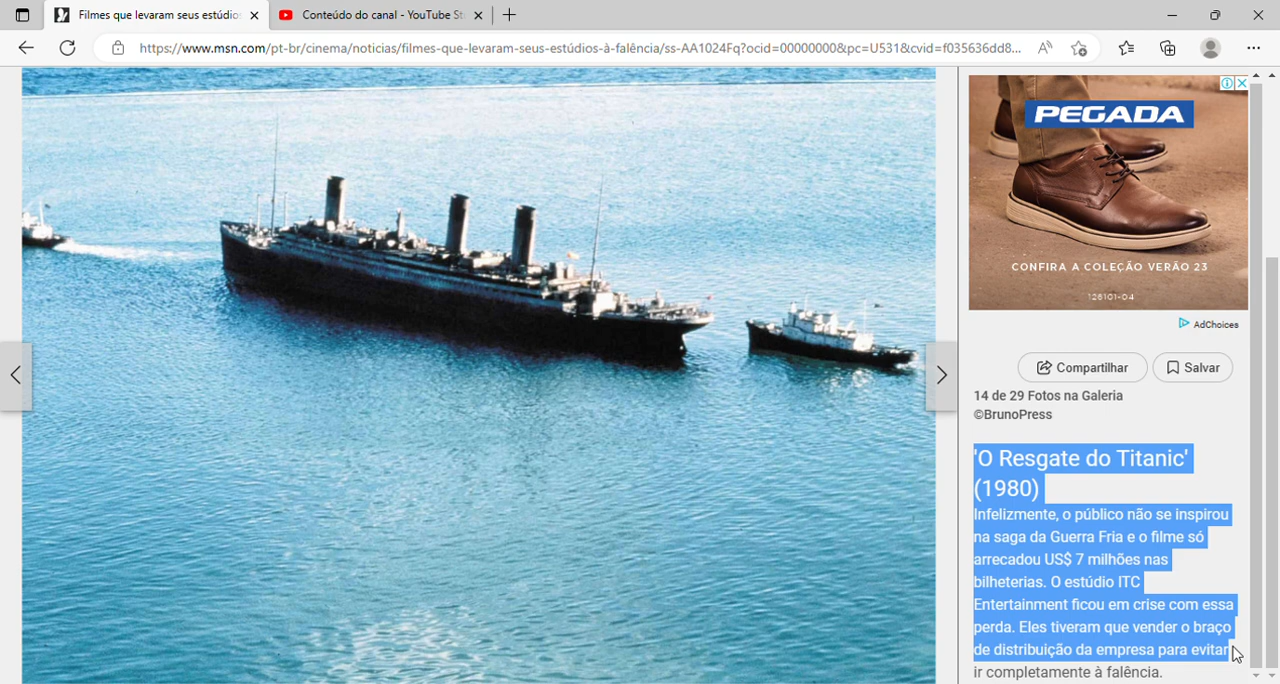 Filmes que levaram seus estúdios
Conteúdo do canal - YouTube St
https://www.msn.com/pt-br/cinema/noticias/filmes-que-levaram-seus-estúdios-à-falência/ss-AA1024Fq?ocid=00000000&pc=U531&cvid=f035636dd8...
PEGADA
CONFIRA A COLEÇÃO VERÃO 23
126101-04
AdChoices
Compartilhar
Salvar
14 de 29 Fotos na Galeria
©BrunoPress
'O Resgate do Titanic'
(1980)
Infelizmente, o público não se inspirou
na saga da Guerra Fria e o filme só
arrecadou US$ 7 milhões nas
bilheterias. O estúdio ITC
Entertainment ficou em crise com essa
perda. Eles tiveram que vender o braço
de distribuição da empresa para evitar
ir completamente à falência.